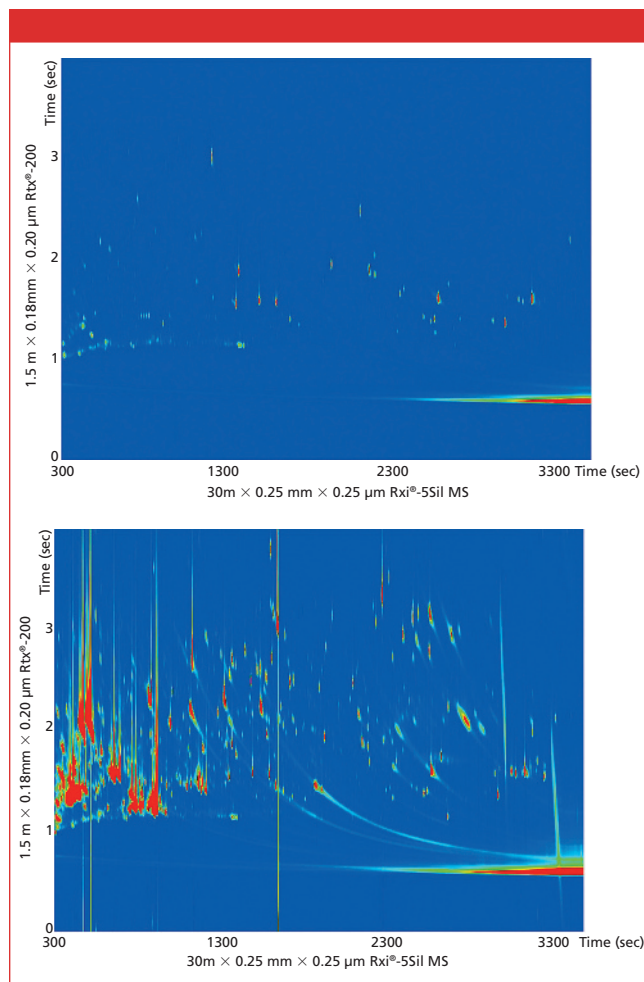 Time (sec)
3
2
1
0
1.5 m × 0.18mm × 0.20 µm Rtx®-200
300 1300 2300 3300 Time (sec)
30m × 0.25 mm × 0.25 µm Rxi®-5Sil MS
Time (sec)
3
2
1
0
1.5 m × 0.18mm × 0.20 µm Rtx®-200
300 1300 2300 3300 Time (sec)
30m × 0.25 mm × 0.25 µm Rxi®-5Sil MS